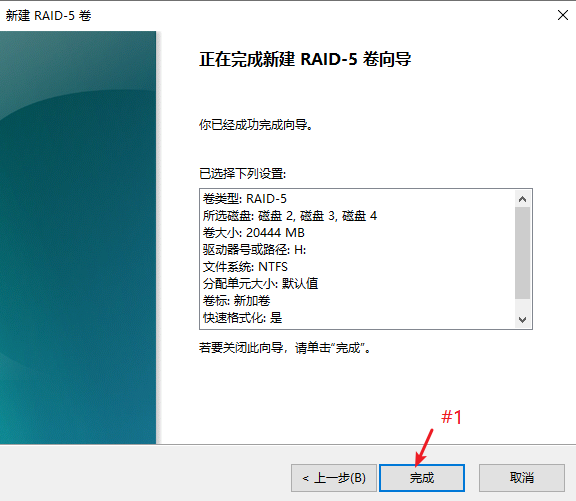 新建 RAID-5 卷
正在完成新建 RAID-5 卷向导
你已经成功完成向导。
已选择下列设置:
卷类型: RAID-5
所选磁盘: 磁盘 2, 磁盘 3, 磁盘 4
卷大小: 20444 MB
驱动器号或路径: H:
文件系统: NTFS
分配单元大小: 默认值
卷标: 新加卷
快速格式化: 是
若要关闭此向导，请单击"完成"。
#1
< 上一步(B)
完成
取消